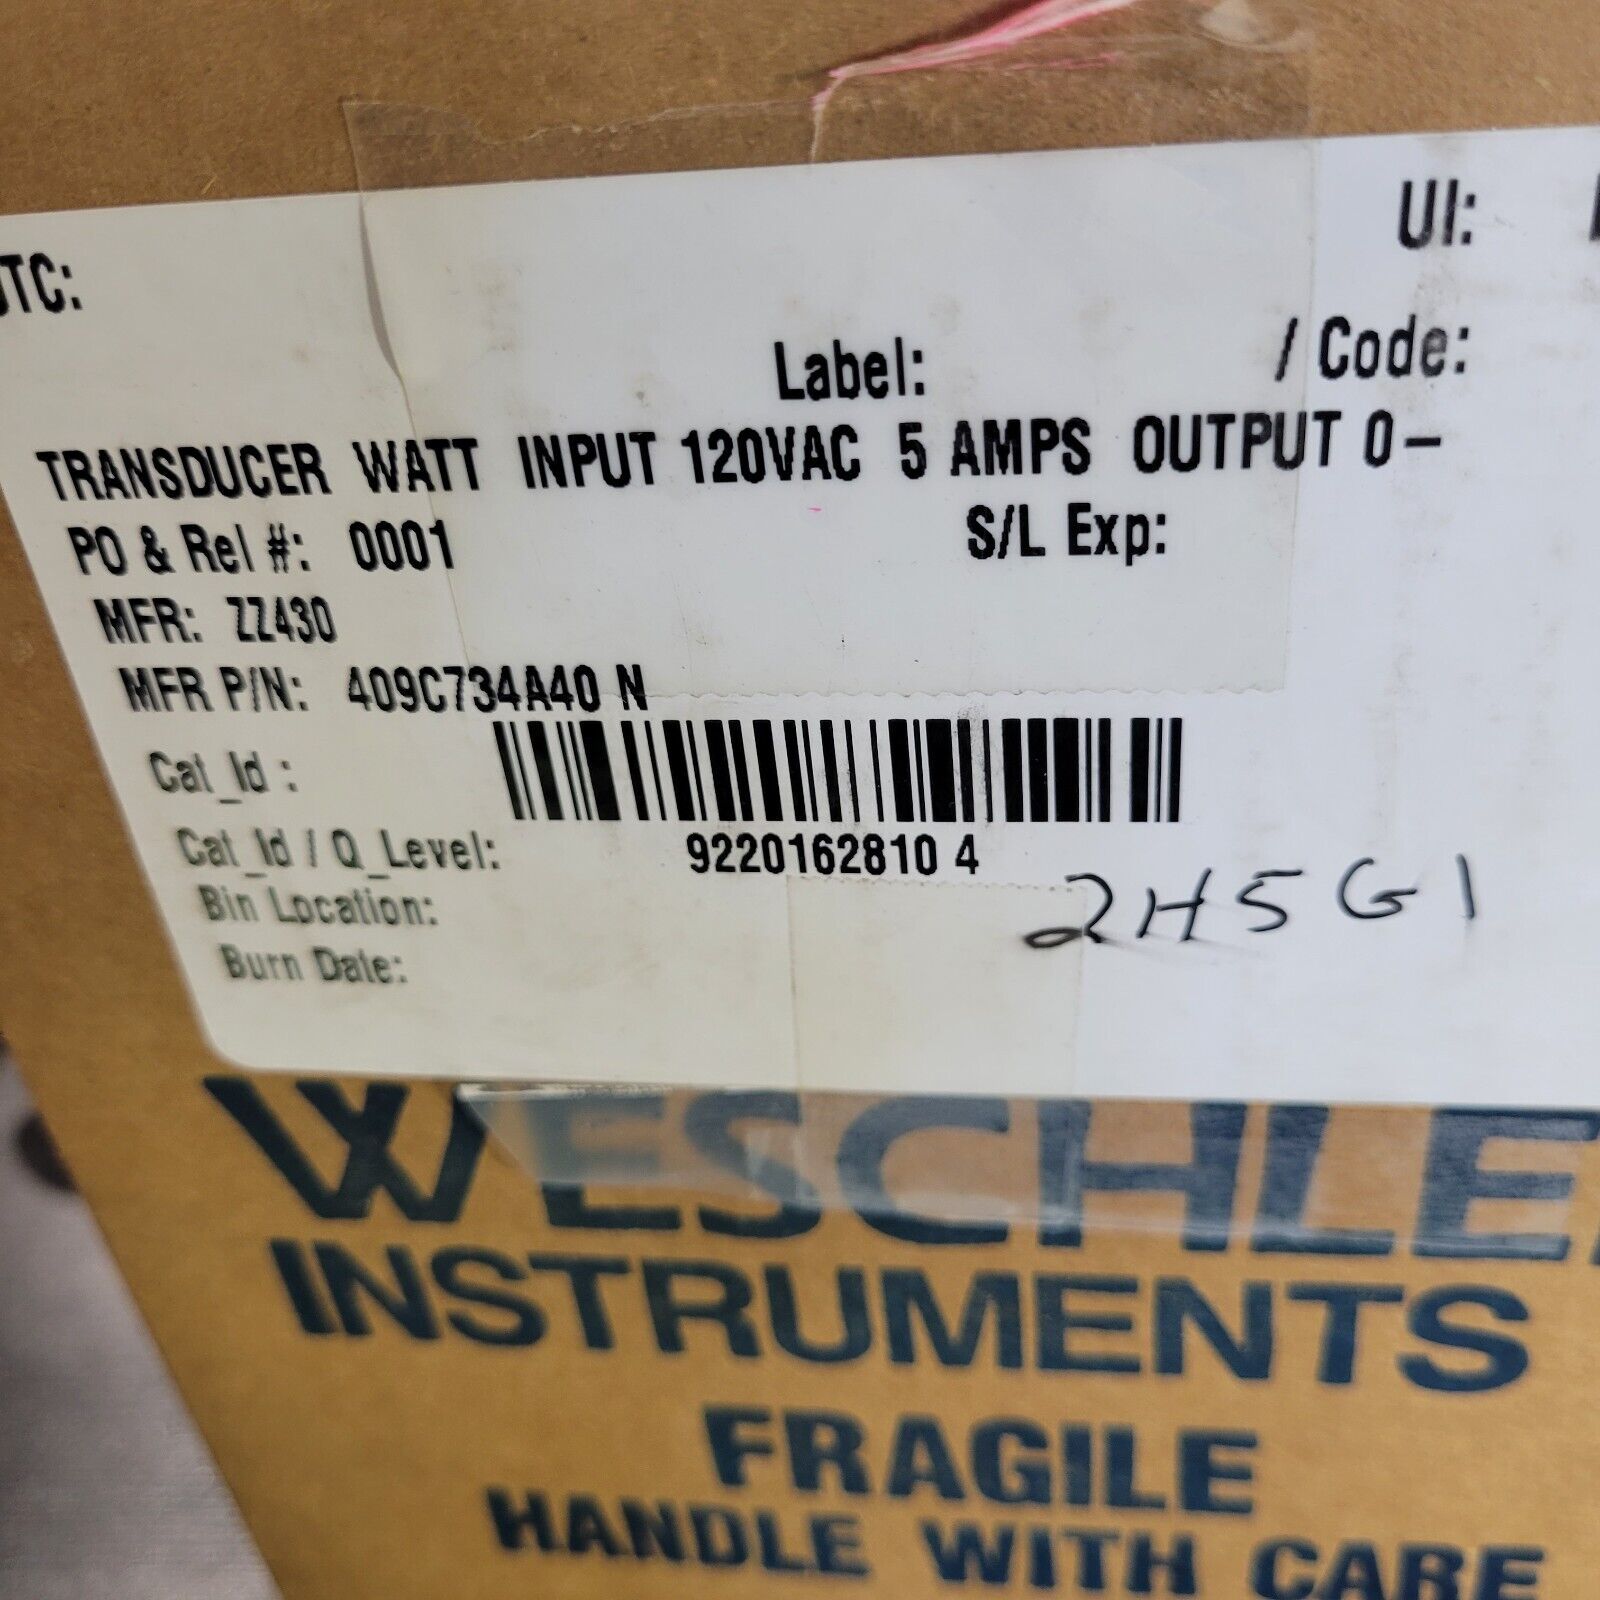 UI:
UTC:
Label: / Code:
TRANSDUCER WATT INPUT 120VAC 5 AMPS OUTPUT 0–
PO & Rel #: 0001 S/L Exp:
MFR: ZZ430
MFR P/N: 409C734A40 N
Cat_Id :
Cat_Id / Q_Level: 9220162810 4
Bin Location: 2H5G1
Burn Date:
WESCHLE
INSTRUMENTS
FRAGILE
HANDLE WITH CARE